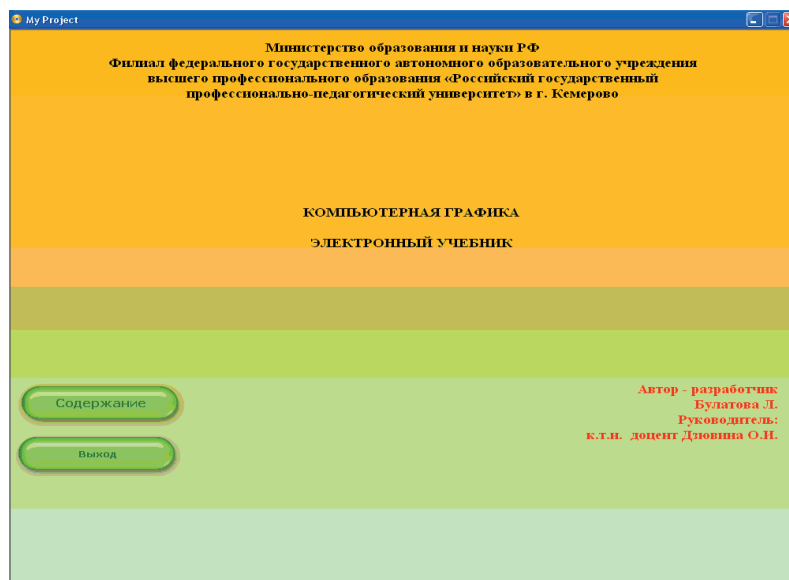 My Project
Министерство образования и науки РФ
Филиал федерального государственного автономного образовательного учреждения
высшего профессионального образования «Российский государственный
профессионально-педагогический университет» в г. Кемерово
КОМПЬЮТЕРНАЯ ГРАФИКА
ЭЛЕКТРОННЫЙ УЧЕБНИК
Содержание
Выход
Автор - разработчик
Булатова Л.
Руководитель:
к.т.н. доцент Дзювина О.И.